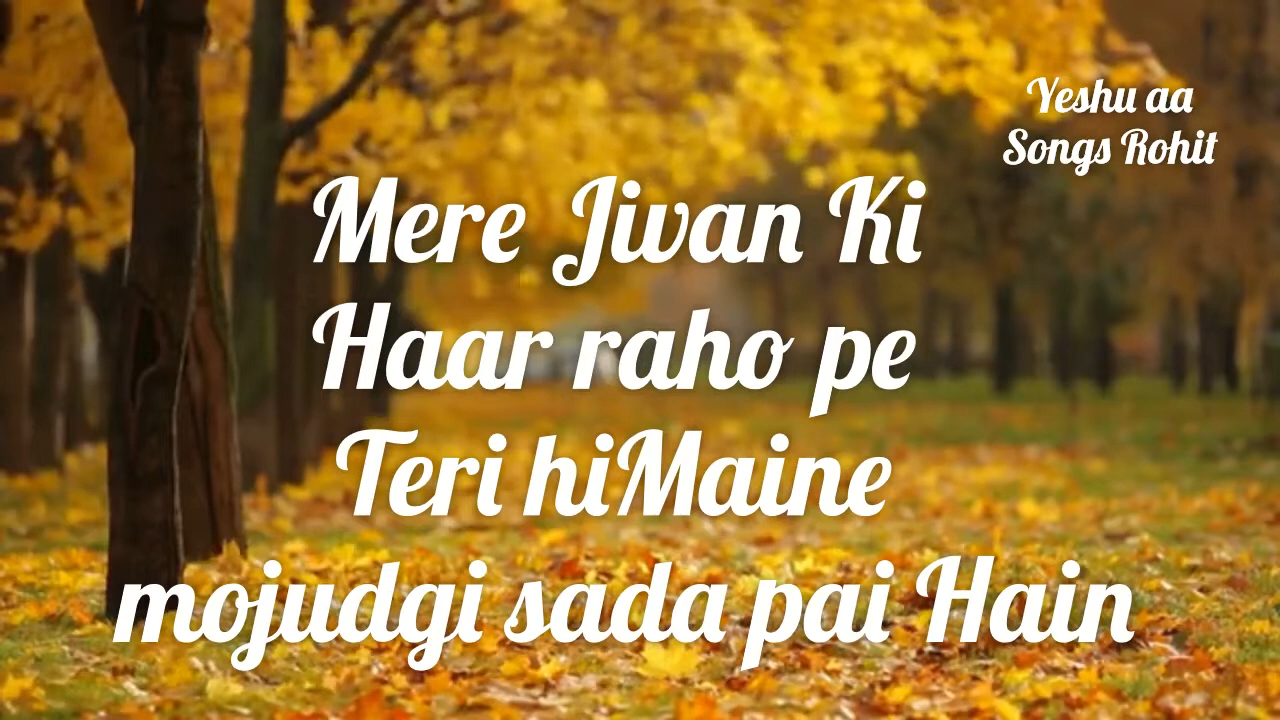 Yeshu aa
Songs Rohit
Mere Jivan Ki
Haar raho pe
Teri hiMaine
mojudgi sada pai Hain